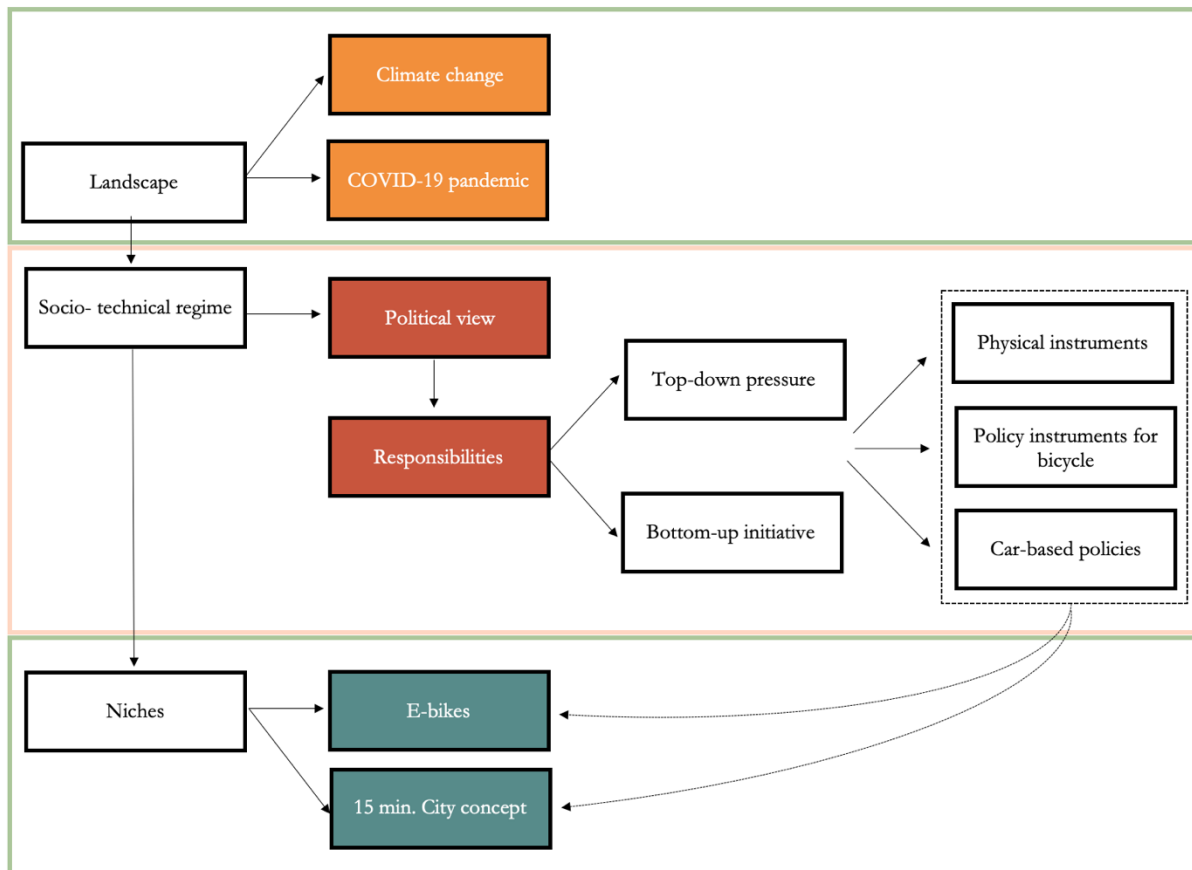 Climate change
COVID-19 pandemic
Landscape
Socio- technical regime
Political view
Physical instruments
Top-down pressure
Responsibilities
Policy instruments for
bicycle
Bottom-up initiative
Car-based policies
Niches
E-bikes
15 min. City concept